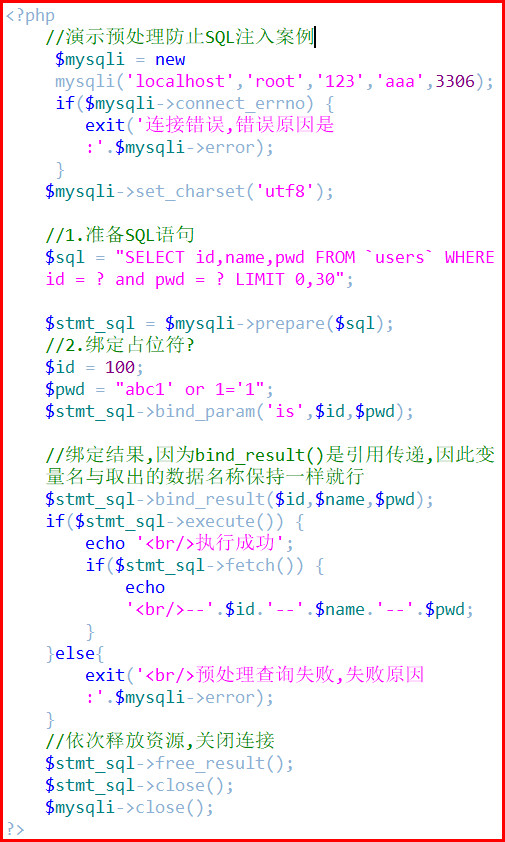 <?php
//演示预处理防止SQL注入案例
$mysqli = new
mysqli('localhost','root','123','aaa',3306);
if($mysqli->connect_errno) {
exit('连接错误,错误原因是
:'.$mysqli->error);
}
$mysqli->set_charset('utf8');
//1.准备SQL语句
$sql = "SELECT id,name,pwd FROM `users` WHERE
id = ? and pwd = ? LIMIT 0,30";
$stmt_sql = $mysqli->prepare($sql);
//2.绑定占位符?
$id = 100;
$pwd = "abc1' or 1='1";
$stmt_sql->bind_param('is',$id,$pwd);
//绑定结果,因为bind_result()是引用传递,因此变
量名与取出的数据名称保持一样就行
$stmt_sql->bind_result($id,$name,$pwd);
if($stmt_sql->execute()) {
echo '<br/>执行成功';
if($stmt_sql->fetch()) {
echo
'<br/>--'.$id.'--'.$name.'--'.$pwd;
}
}else{
exit('<br/>预处理查询失败,失败原因
:'.$mysqli->error);
}
//依次释放资源,关闭连接
$stmt_sql->free_result();
$stmt_sql->close();
$mysqli->close();
?>